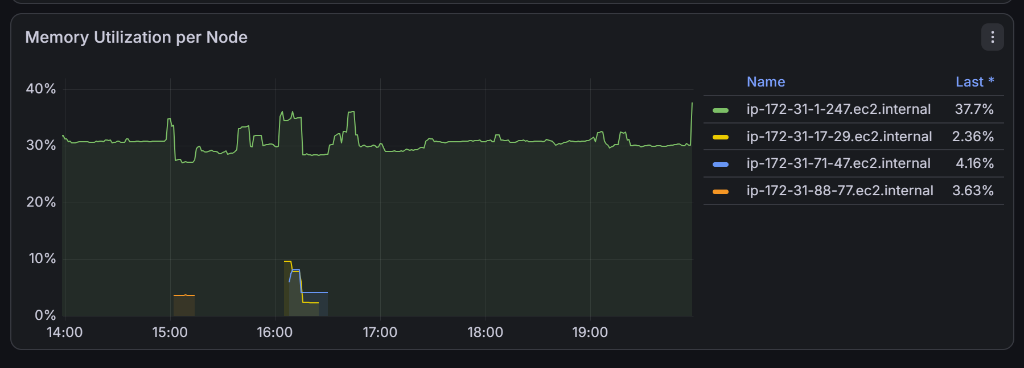 Memory Utilization per Node
Name Last *
40%
ip-172-31-1-247.ec2.internal 37.7%
ip-172-31-17-29.ec2.internal 2.36%
30%
ip-172-31-71-47.ec2.internal 4.16%
ip-172-31-88-77.ec2.internal 3.63%
20%
10%
0%
14:00 15:00 16:00 17:00 18:00 19:00